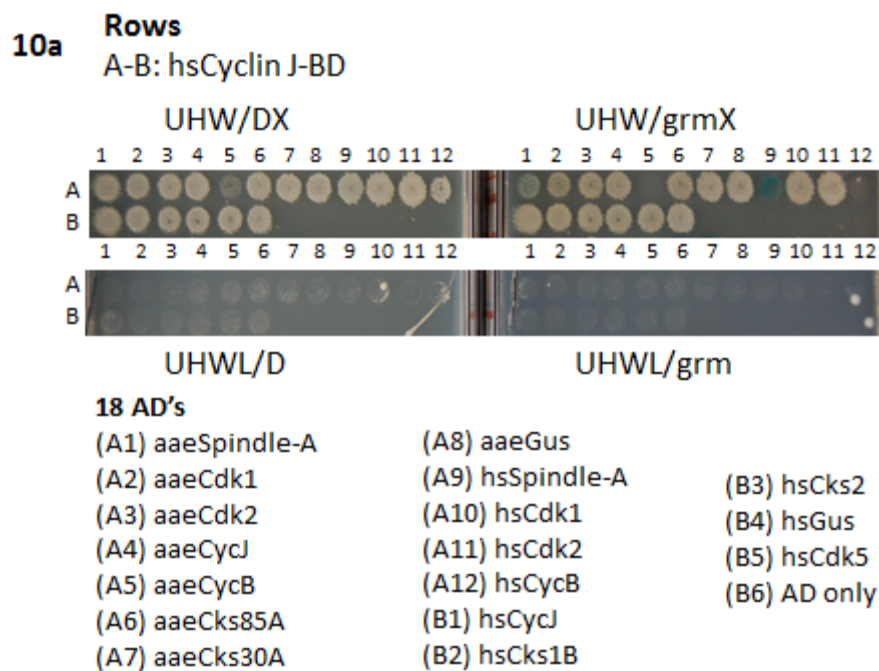 10a
Rows
A-B: hsCyclin J-BD
UHW/DX UHW/grmX
1 2 3 4 5 6 7 8 9 10 11 12 1 2 3 4 5 6 7 8 9 10 11 12
A A
B B
1 2 3 4 5 6 7 8 9 10 11 12 1 2 3 4 5 6 7 8 9 10 11 12
A A
B B
UHWL/D UHWL/grm
18 AD's
(A1) aaeSpindle-A
(A2) aaeCdk1
(A3) aaeCdk2
(A4) aaeCycJ
(A5) aaeCycB
(A6) aaeCks85A
(A7) aaeCks30A
(A8) aaeGus
(A9) hsSpindle-A
(A10) hsCdk1
(A11) hsCdk2
(A12) hsCycB
(B1) hsCycJ
(B2) hsCks1B
(B3) hsCks2
(B4) hsGus
(B5) hsCdk5
(B6) AD only